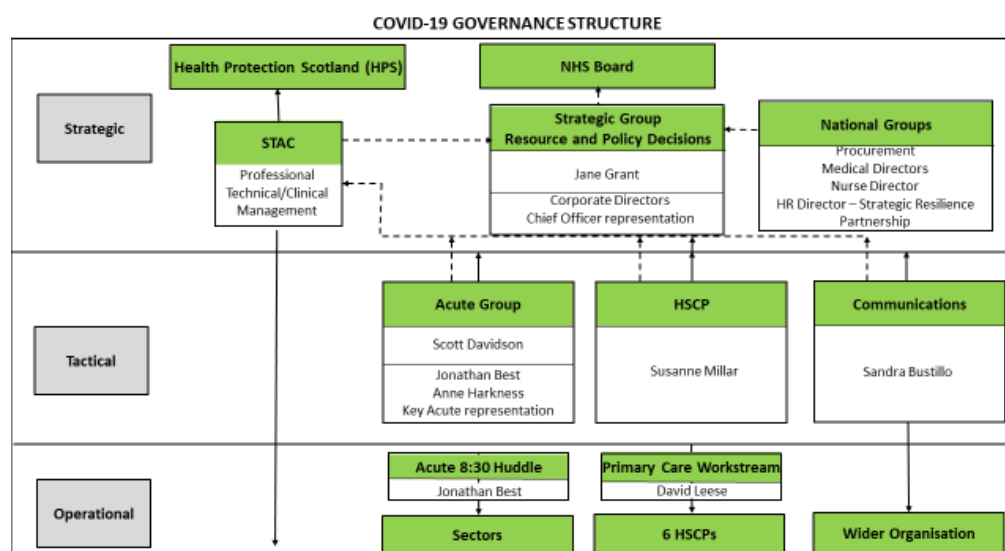 COVID-19 GOVERNANCE STRUCTURE
Health Protection Scotland (HPS)
NHS Board
Strategic
STAC
Professional
Technical/Clinical
Management
Strategic Group
Resource and Policy Decisions
Jane Grant
Corporate Directors
Chief Officer representation
National Groups
Procurement
Medical Directors
Nurse Director
HR Director – Strategic Resilience
Partnership
Tactical
Acute Group
Scott Davidson
Jonathan Best
Anne Harkness
Key Acute representation
HSCP
Susanne Millar
Communications
Sandra Bustillo
Operational
Acute 8:30 Huddle
Jonathan Best
Sectors
Primary Care Workstream
David Leese
6 HSCPs
Wider Organisation